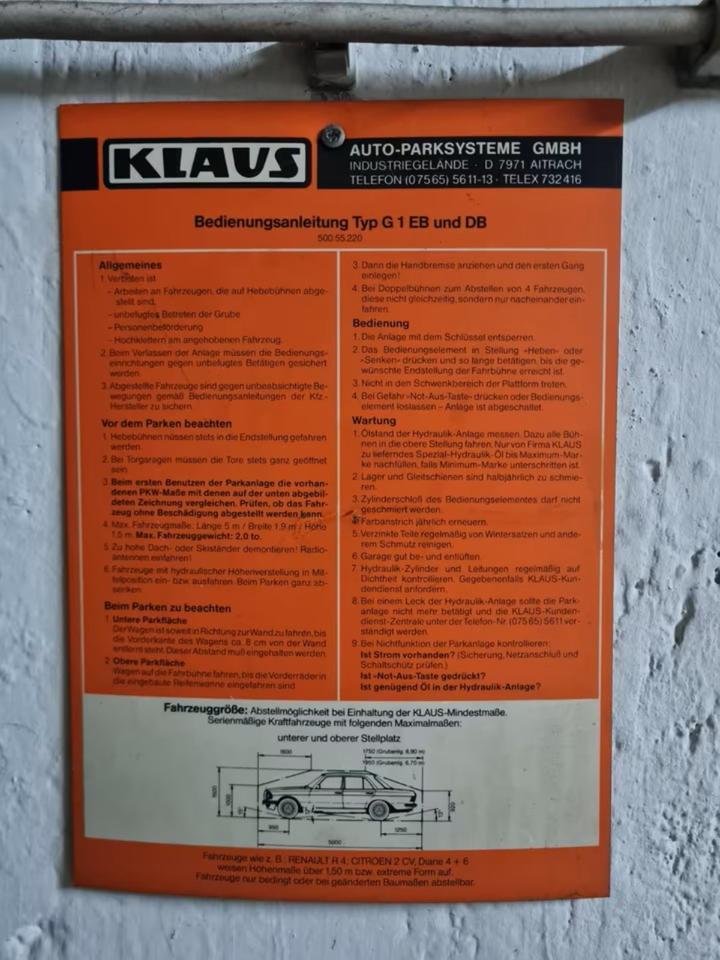 KLAUS
AUTO-PARKSYSTEME GMBH
INDUSTRIEGELÄNDE · D 7971 AITRACH
TELEFON (07565) 5611-13 · TELEX 732416
Bedienungsanleitung Typ G 1 EB und DB
500.55.220
Allgemeines
1. Verboten ist
– Arbeiten an Fahrzeugen, die auf Hebebühnen abge-
stellt sind,
– unbefugtes Betreten der Grube
– Personenbeförderung
– Hochklettern am angehobenen Fahrzeug.
2. Beim Verlassen der Anlage müssen die Bedienungs-
einrichtungen gegen unbefugtes Betätigen gesichert
werden.
3. Abgestellte Fahrzeuge sind gegen unbeabsichtigte Be-
wegungen gemäß Bedienungsanleitungen der Kfz.-
Hersteller zu sichern.
Vor dem Parken beachten
1. Hebebühnen müssen stets in die Endstellung gefahren
werden.
2. Bei Torgaragen müssen die Tore stets ganz geöffnet
sein.
3. Beim ersten Benutzen der Parkanlage die vorhan-
denen PKW-Maße mit denen auf der unten abgebil-
deten Zeichnung vergleichen. Prüfen, ob das Fahr-
zeug ohne Beschädigung abgestellt werden kann.
4. Max. Fahrzeugmaße: Länge 5 m / Breite 1,9 m / Höhe
1,5 m. Max. Fahrzeuggewicht: 2,0 to.
5. Zu hohe Dach- oder Skiständer demontieren! Radio-
antennen einfahren!
6. Fahrzeuge mit hydraulischer Höhenverstellung in Mit-
telposition ein- bzw. ausfahren. Beim Parken ganz ab-
senken.
Beim Parken zu beachten
1. Untere Parkfläche
Der Wagen ist soweit in Richtung zur Wand zu fahren, bis
die Vorderkante des Wagens ca. 8 cm von der Wand
entfernt steht. Dieser Abstand muß eingehalten werden.
2. Obere Parkfläche
Wagen auf die Fahrbühne fahren, bis die Vorderräder in
die eingebaute Reifenwanne eingefahren sind.
3. Dann die Handbremse anziehen und den ersten Gang
einlegen!
4. Bei Doppelbühnen zum Abstellen von 4 Fahrzeugen,
diese nicht gleichzeitig, sondern nur nacheinander ein-
fahren.
Bedienung
1. Die Anlage mit dem Schlüssel entsperren.
2. Das Bedienungselement in Stellung »Heben« oder
»Senken« drücken und so lange betätigen, bis die ge-
wünschte Endstellung der Fahrbühne erreicht ist.
3. Nicht in den Schwenkbereich der Plattform treten.
4. Bei Gefahr »Not-Aus-Taste« drücken oder Bedienungs-
element loslassen – Anlage ist abgeschaltet.
Wartung
1. Ölstand der Hydraulik-Anlage messen. Dazu alle Büh-
nen in die obere Stellung fahren. Nur von Firma KLAUS
zu lieferndes Spezial-Hydraulik-Öl bis Maximum-Mar-
ke nachfüllen, falls Minimum-Marke unterschritten ist.
2. Lager und Gleitschienen sind halbjährlich zu schmie-
ren.
3. Zylinderschloß des Bedienungselementes darf nicht
geschmiert werden.
Farbanstrich jährlich erneuern.
5. Verzinkte Teile regelmäßig von Wintersalzen und ande-
rem Schmutz reinigen.
6. Garage gut be- und entlüften.
7. Hydraulik-Zylinder und Leitungen regelmäßig auf
Dichtheit kontrollieren. Gegebenenfalls KLAUS-Kun-
dendienst anfordern.
8. Bei einem Leck der Hydraulik-Anlage sollte die Park-
anlage nicht mehr betätigt und die KLAUS-Kunden-
dienst-Zentrale unter der Telefon-Nr. (07565) 5611 ver-
ständigt werden.
9. Bei Nichtfunktion der Parkanlage kontrollieren:
Ist Strom vorhanden? (Sicherung, Netzanschluß und
Schaltschütz prüfen.)
Ist »Not-Aus-Taste gedrückt?
Ist genügend Öl in der Hydraulik-Anlage?
Fahrzeuggröße: Abstellmöglichkeit bei Einhaltung der KLAUS-Mindestmaße.
Serienmäßige Kraftfahrzeuge mit folgenden Maximalmaßen:
unterer und oberer Stellplatz
1600
1750 (Grubenlg. 6,90 m)
1950 (Grubenlg. 6,70 m)
1500
1000
950
1250
5000
Fahrzeuge wie z. B.: RENAULT R 4, CITROEN 2 CV, Diane 4 + 6
weisen Höhenmaße über 1,50 m bzw. extreme Form auf.
Fahrzeuge nur bedingt oder bei geänderten Baumaßen abstellbar.